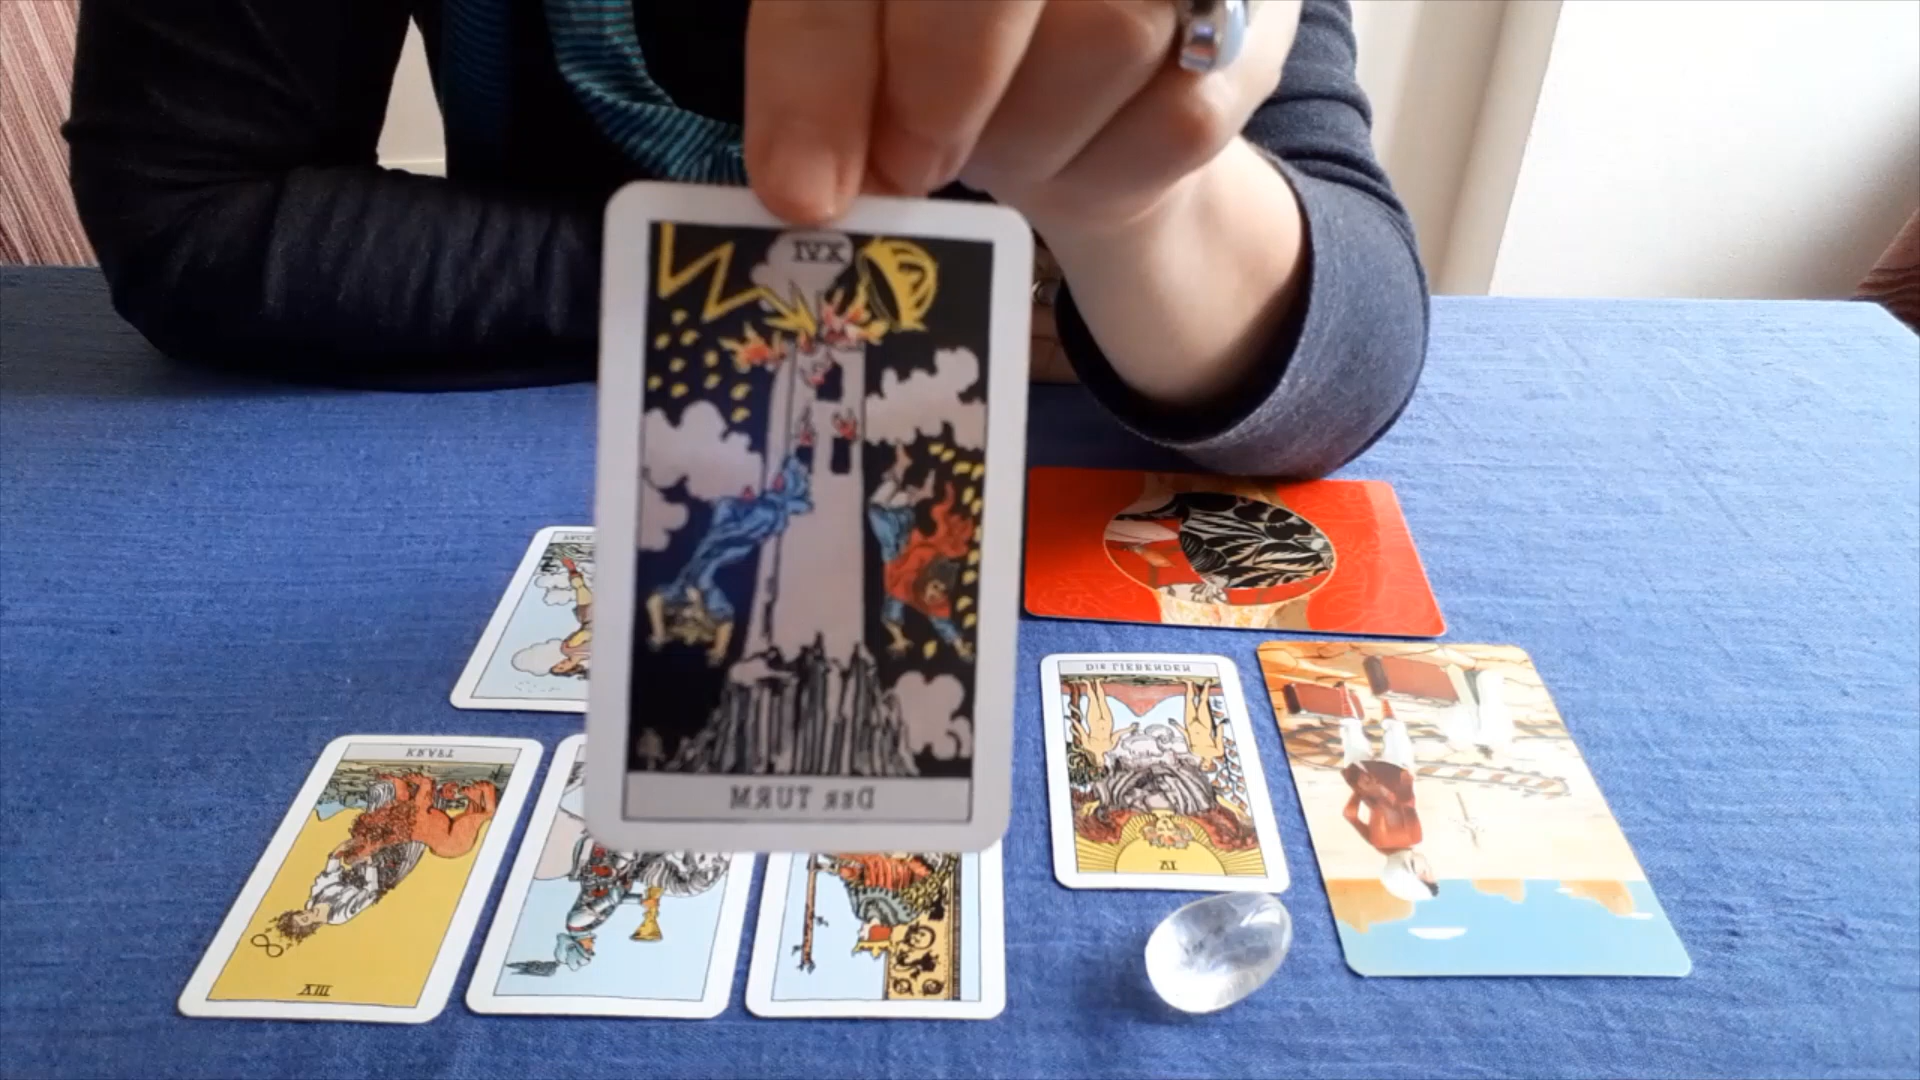 XVI
DER TURM
DIE LIEBENDEN
VI
KRAFT
VIII